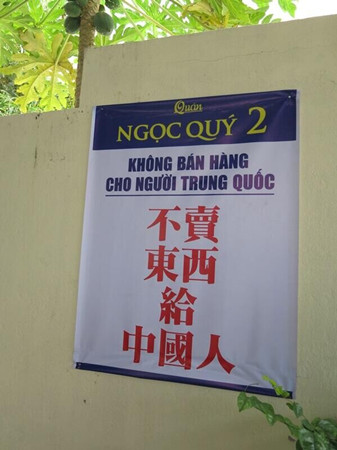 Quán
NGỌC QUÝ 2
KHÔNG BÁN HÀNG
CHO NGƯỜI TRUNG QUỐC
不賣
東西
給
中國人